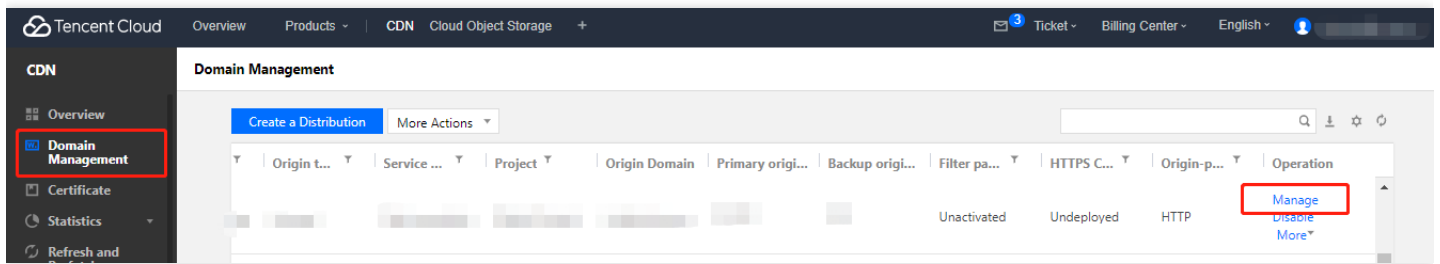 Tencent Cloud Overview Products CDN Cloud Object Storage + 3 Ticket Billing Center English
CDN
Domain Management
Overview
Create a Distribution More Actions
Domain
Management
Origin t... Service ... Project Origin Domain Primary origi... Backup origi... Filter pa... HTTPS C... Origin-p... Operation
Certificate
Manage
Statistics
Unactivated Undeployed HTTP
Disable
More
Refresh and